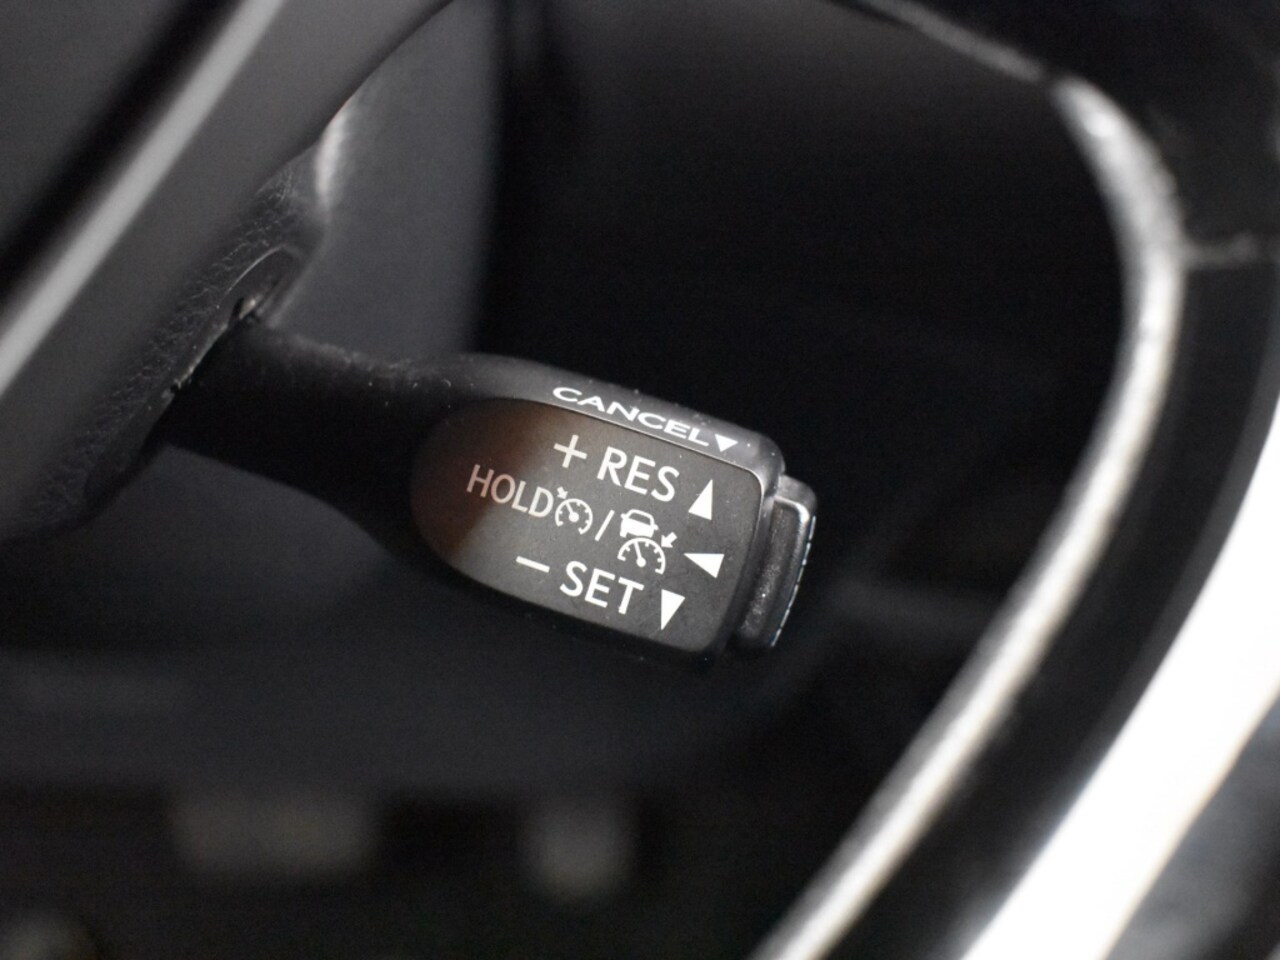 CANCEL▼
+ RES ▲
HOLD / ◀
− SET ▼